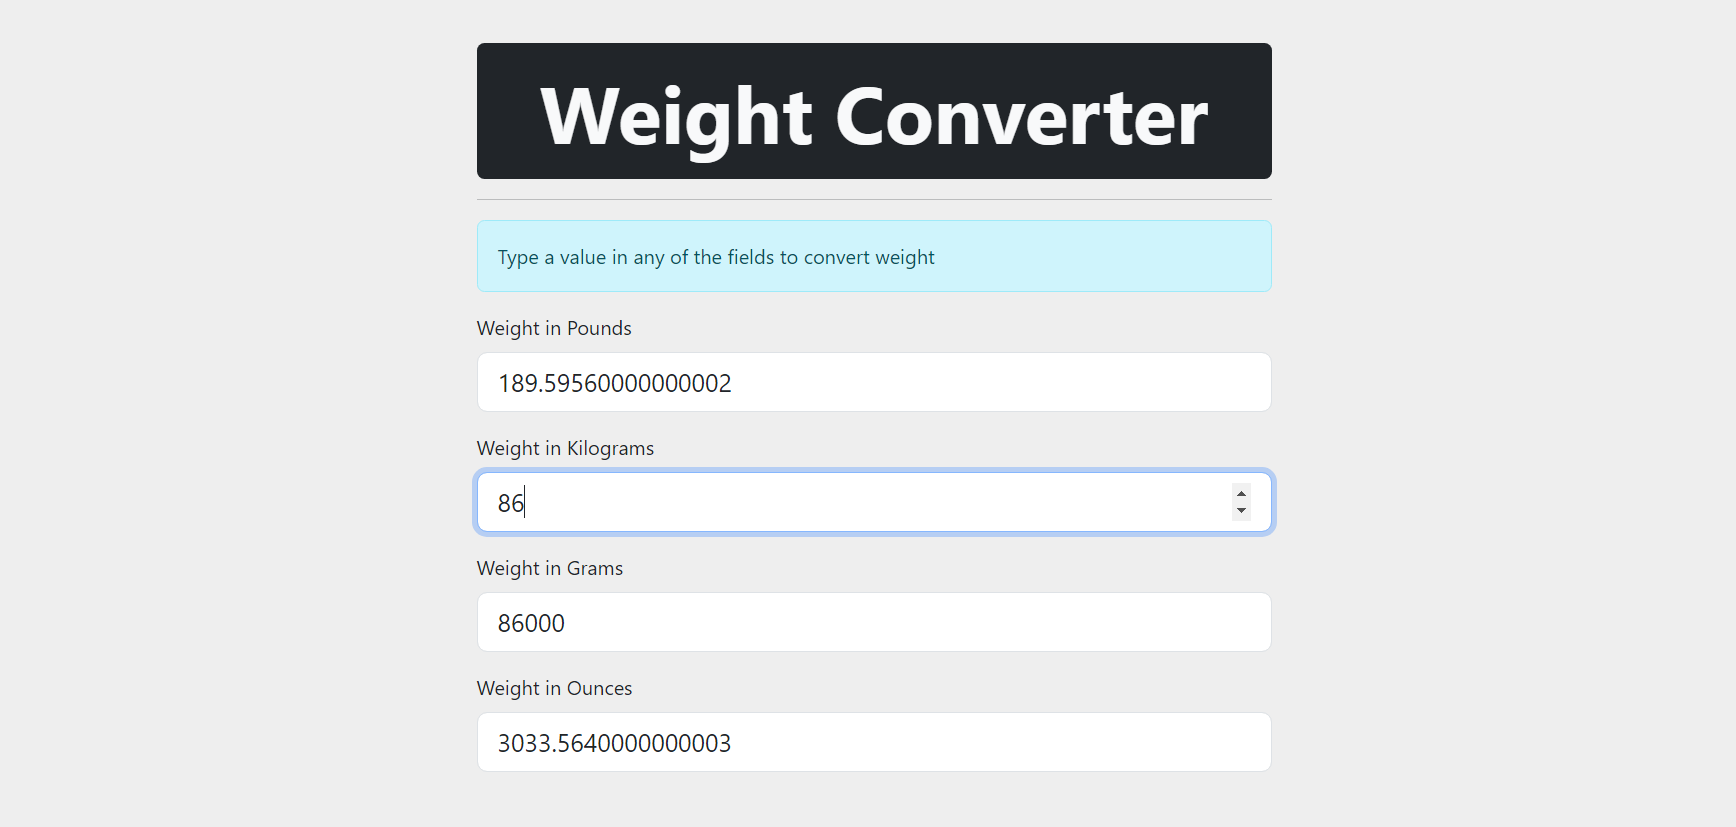 Weight Converter
Type a value in any of the fields to convert weight
Weight in Pounds
189.59560000000002
Weight in Kilograms
86
Weight in Grams
86000
Weight in Ounces
3033.5640000000003